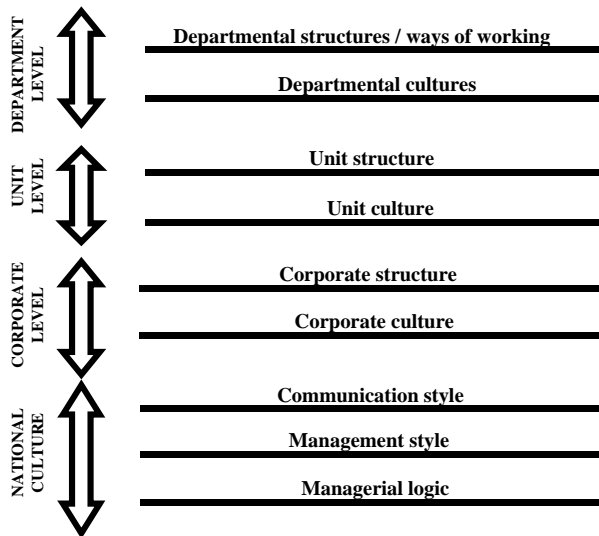 DEPARTMENT
LEVEL
Departmental structures / ways of working
Departmental cultures
UNIT
LEVEL
Unit structure
Unit culture
CORPORATE
LEVEL
Corporate structure
Corporate culture
NATIONAL
CULTURE
Communication style
Management style
Managerial logic